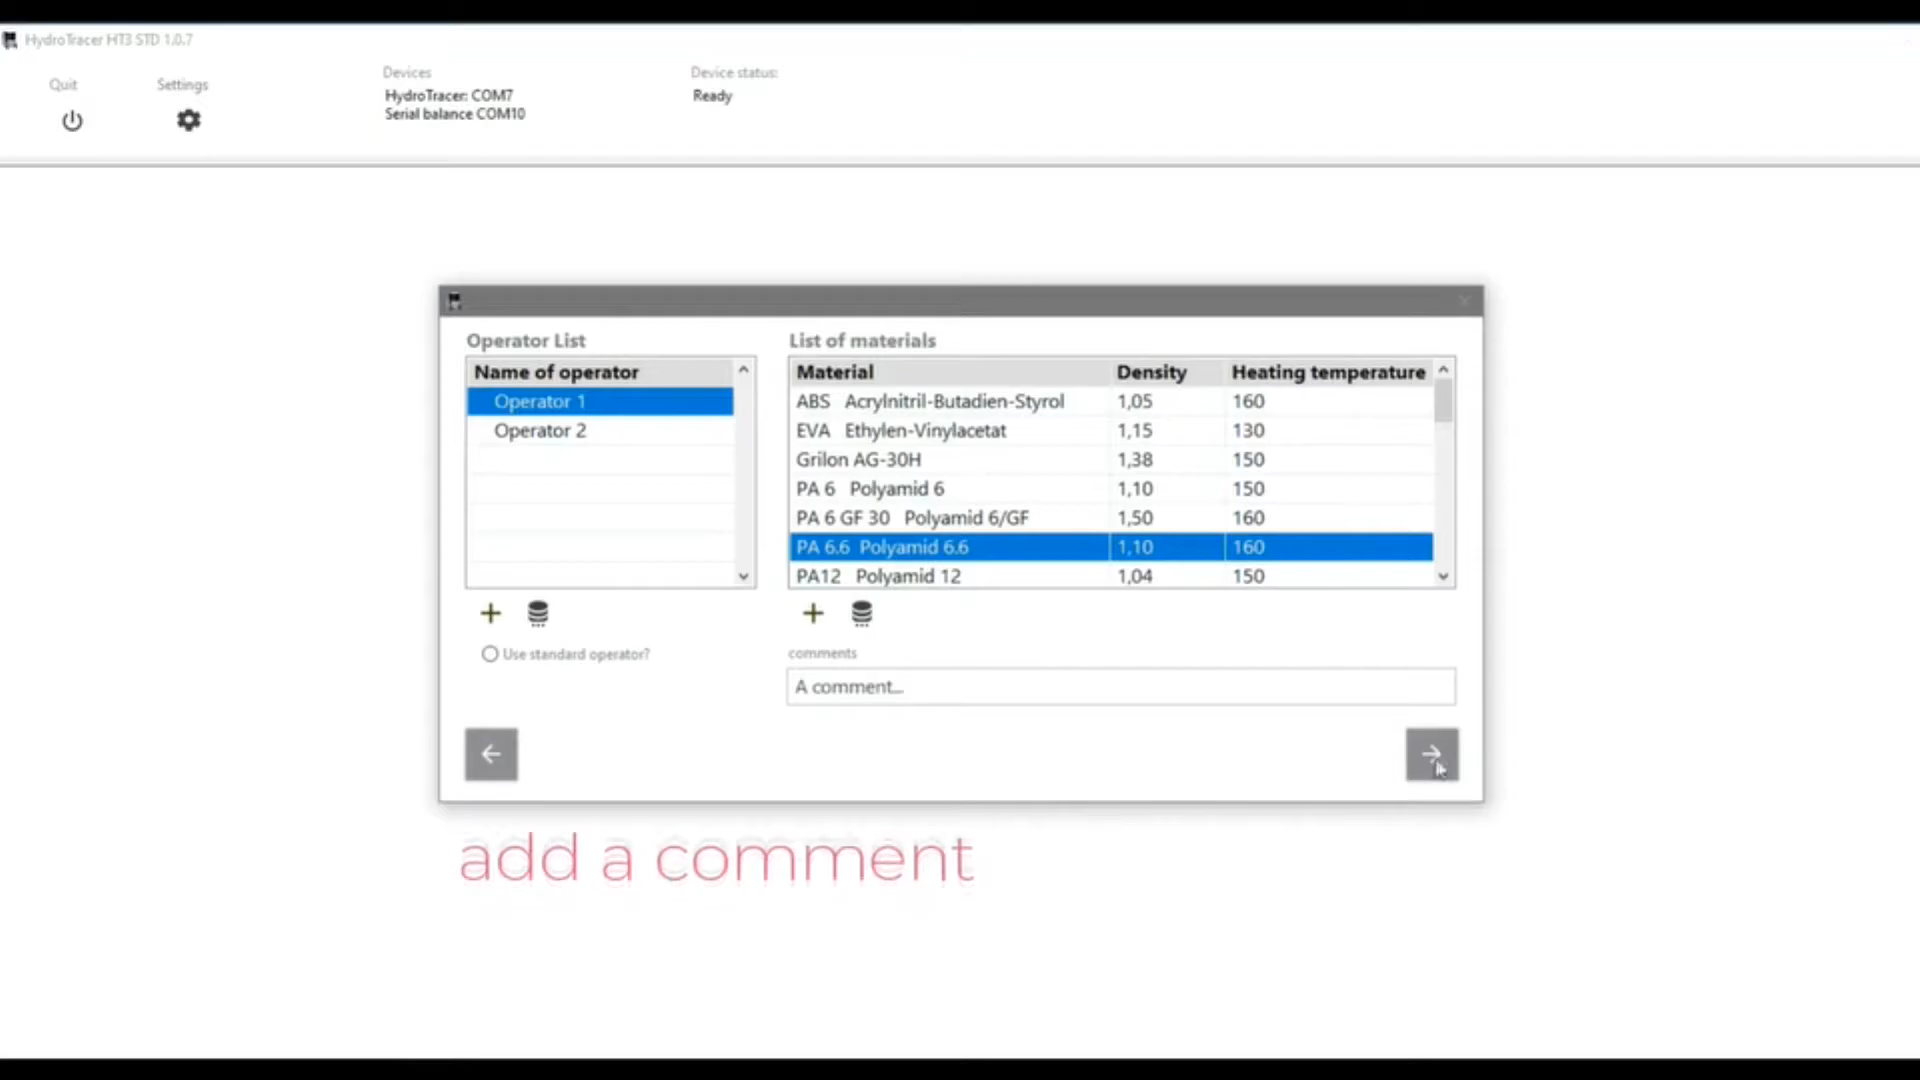 HydroTracer HT3 STD 1.0.7
Quit
Settings
Devices
HydroTracer: COM7
Serial balance COM10
Device status:
Ready
Operator List
Name of operator
Operator 1
Operator 2
Use standard operator?
List of materials
Material Density Heating temperature
ABS Acrylnitril-Butadien-Styrol 1,05 160
EVA Ethylen-Vinylacetat 1,15 130
Grilon AG-30H 1,38 150
PA 6 Polyamid 6 1,10 150
PA 6 GF 30 Polyamid 6/GF 1,50 160
PA 6.6 Polyamid 6.6 1,10 160
PA12 Polyamid 12 1,04 150
comments
A comment...
add a comment